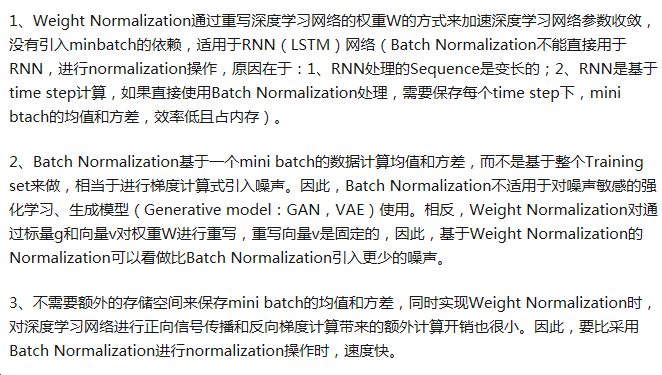 1、Weight Normalization通过重写深度学习网络的权重W的方式来加速深度学习网络参数收敛，
没有引入minbatch的依赖，适用于RNN（LSTM）网络（Batch Normalization不能直接用于
RNN，进行normalization操作，原因在于：1、RNN处理的Sequence是变长的；2、RNN是基于
time step计算，如果直接使用Batch Normalization处理，需要保存每个time step下，mini
btach的均值和方差，效率低且占内存）。
2、Batch Normalization基于一个mini batch的数据计算均值和方差，而不是基于整个Training
set来做，相当于进行梯度计算式引入噪声。因此，Batch Normalization不适用于对噪声敏感的强
化学习、生成模型（Generative model：GAN，VAE）使用。相反，Weight Normalization对通
过标量g和向量v对权重W进行重写，重写向量v是固定的，因此，基于Weight Normalization的
Normalization可以看做比Batch Normalization引入更少的噪声。
3、不需要额外的存储空间来保存mini batch的均值和方差，同时实现Weight Normalization时，
对深度学习网络进行正向信号传播和反向梯度计算带来的额外计算开销也很小。因此，要比采用
Batch Normalization进行normalization操作时，速度快。